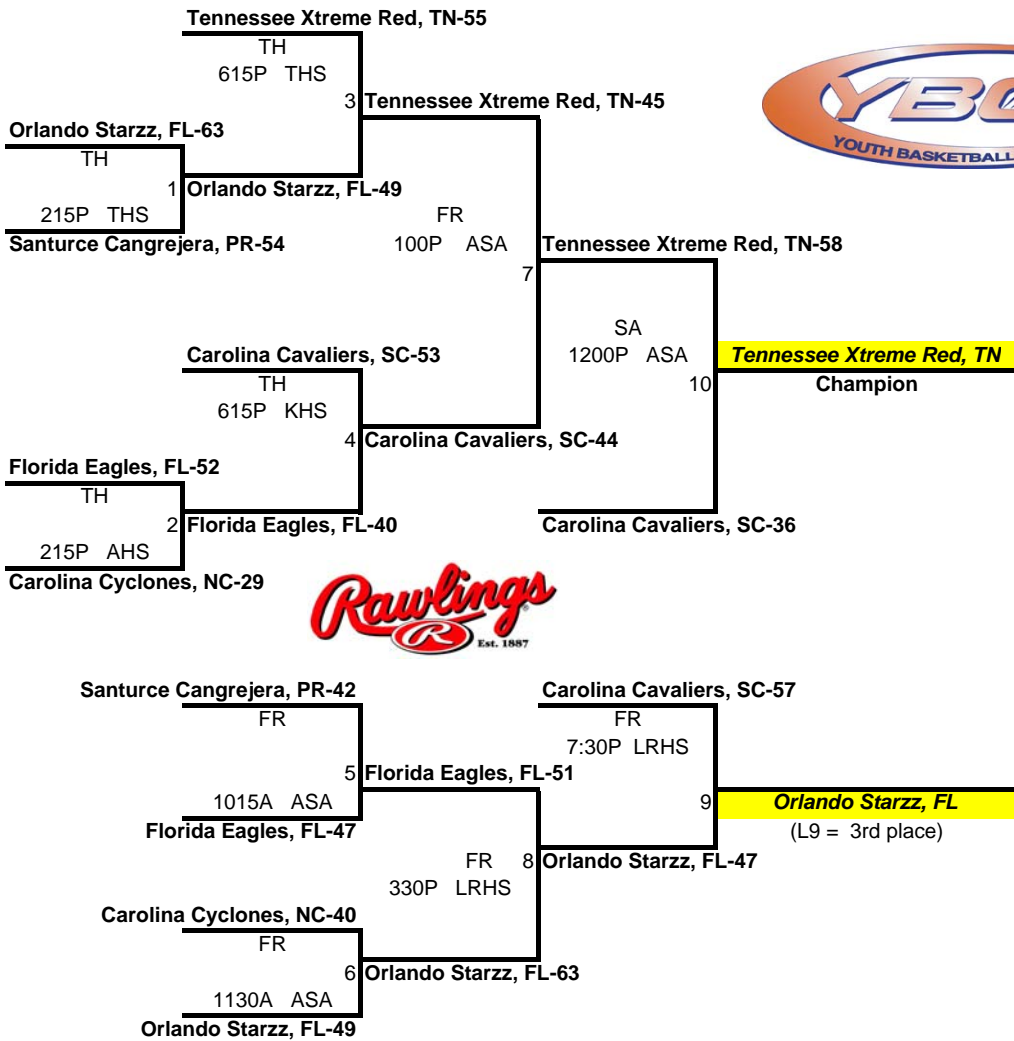 Tennessee Xtreme Red, TN-55
TH
615P THS
3 Tennessee Xtreme Red, TN-45
Orlando Starzz, FL-63
TH
1 Orlando Starzz, FL-49
215P THS
Santurce Cangrejera, PR-54
FR
100P ASA
Tennessee Xtreme Red, TN-58
7
YOUTH BASKETBALL
SA
1200P ASA
Tennessee Xtreme Red, TN
10
Champion
Carolina Cavaliers, SC-53
TH
615P KHS
4 Carolina Cavaliers, SC-44
Florida Eagles, FL-52
TH
2 Florida Eagles, FL-40
Carolina Cavaliers, SC-36
215P AHS
Carolina Cyclones, NC-29
Rawlings
R
Est. 1887
Santurce Cangrejera, PR-42
FR
5 Florida Eagles, FL-51
1015A ASA
Florida Eagles, FL-47
Carolina Cavaliers, SC-57
FR
7:30P LRHS
9
Orlando Starzz, FL
(L9 = 3rd place)
FR
8 Orlando Starzz, FL-47
330P LRHS
Carolina Cyclones, NC-40
FR
6 Orlando Starzz, FL-63
1130A ASA
Orlando Starzz, FL-49